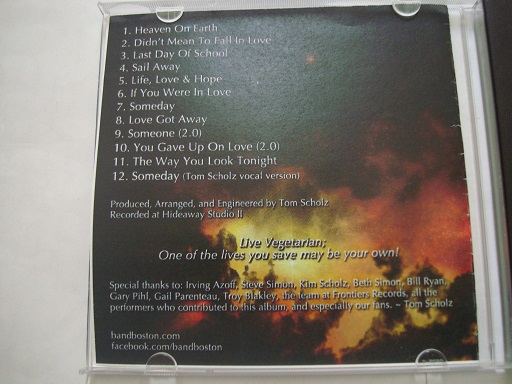 1. Heaven On Earth
2. Didn't Mean To Fall In Love
3. Last Day Of School
4. Sail Away
5. Life, Love & Hope
6. If You Were In Love
7. Someday
8. Love Got Away
9. Someone (2.0)
10. You Gave Up On Love (2.0)
11. The Way You Look Tonight
12. Someday (Tom Scholz vocal version)
Produced, Arranged, and Engineered by Tom Scholz
Recorded at Hideaway Studio II
Live Vegetarian;
One of the lives you save may be your own!
Special thanks to: Irving Azoff, Steve Simon, Kim Scholz, Beth Simon, Bill Ryan,
Gary Pihl, Gail Parenteau, Troy Blakley, the team at Frontiers Records, all the
performers who contributed to this album, and especially our fans. ~ Tom Scholz
bandboston.com
facebook.com/bandboston